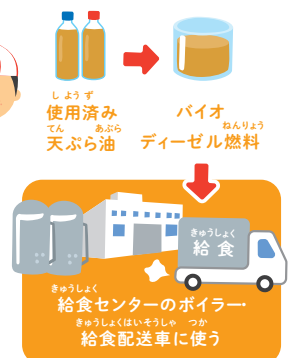 しようず
使用済み
てん あぶら
天ぷら油
バイオ
ねんりょう
ディーゼル燃料
きゅうしょく
給食
きゅうしょく
給食センターのボイラー・
きゅうしょくはいそうしゃ つか
給食配送車に使う